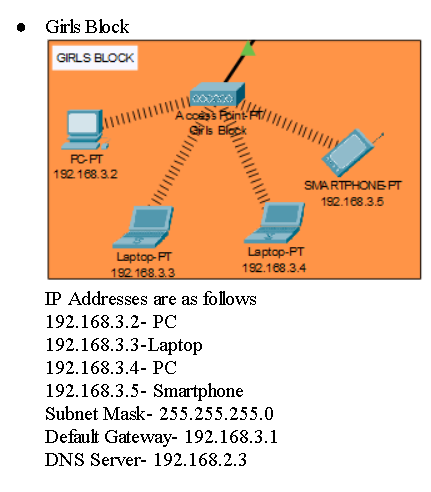 Girls Block
GIRLS BLOCK
Access Point-PT
Girls Block
PC-PT
192.168.3.2
SMARTPHONE-PT
192.168.3.5
Laptop-PT
192.168.3.3
Laptop-PT
192.168.3.4
IP Addresses are as follows
192.168.3.2- PC
192.168.3.3-Laptop
192.168.3.4- PC
192.168.3.5- Smartphone
Subnet Mask- 255.255.255.0
Default Gateway- 192.168.3.1
DNS Server- 192.168.2.3